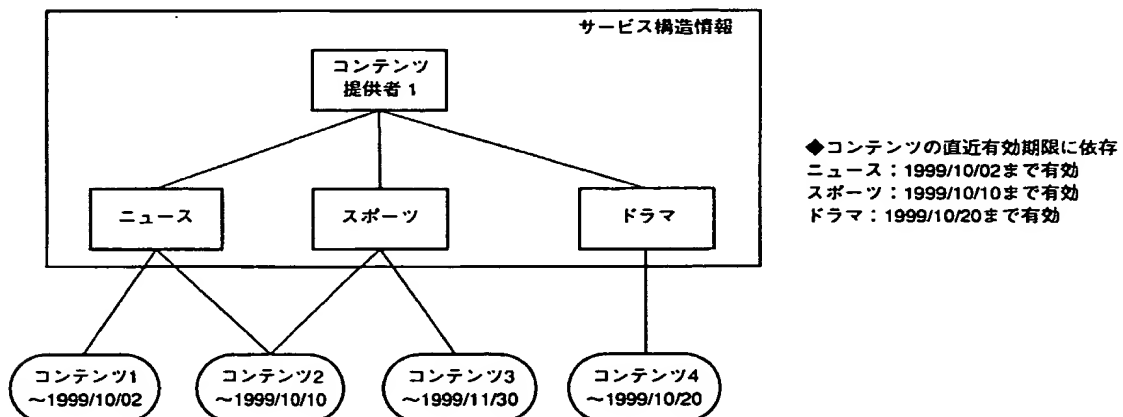 サービス構造情報
コンテンツ
提供者 1
ニュース
スポーツ
ドラマ
◆コンテンツの直近有効期限に依存
ニュース：1999/10/02まで有効
スポーツ：1999/10/10まで有効
ドラマ：1999/10/20まで有効
コンテンツ1
～1999/10/02
コンテンツ2
～1999/10/10
コンテンツ3
～1999/11/30
コンテンツ4
～1999/10/20